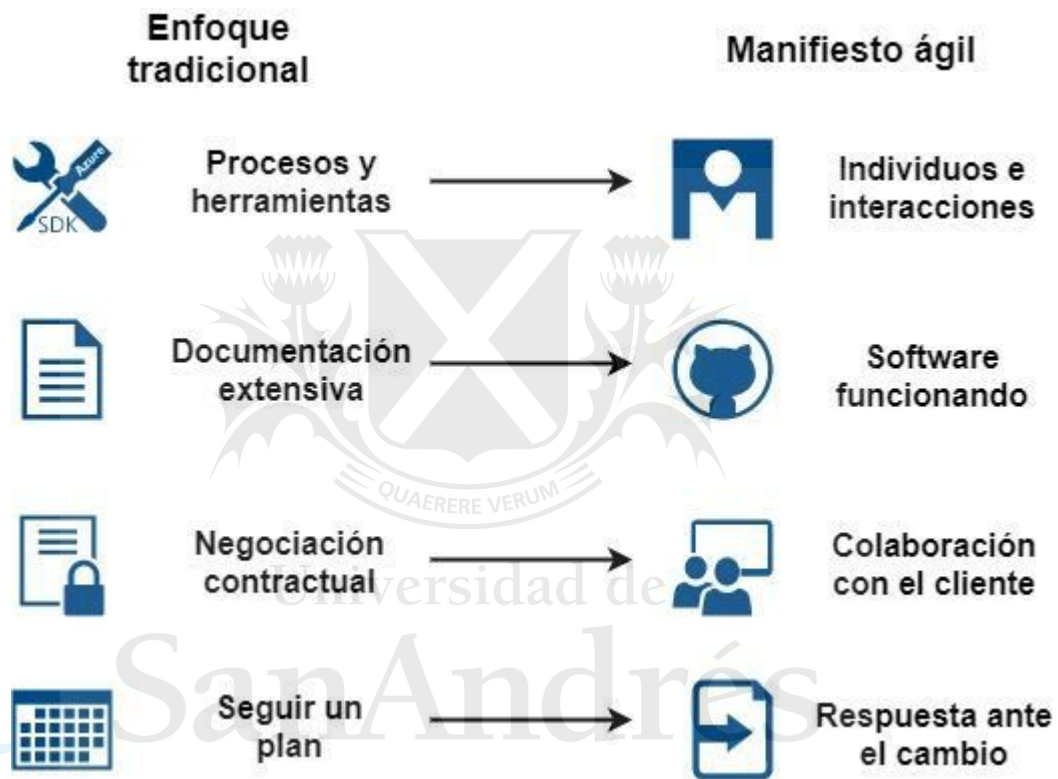 Enfoque
tradicional
Manifiesto ágil
Azure
SDK
Procesos y
herramientas
Individuos e
interacciones
Documentación
extensiva
Software
funcionando
QUAERERE VERUM
Negociación
contractual
Colaboración
con el cliente
Universidad de
SanAndrés
Seguir un
plan
Respuesta ante
el cambio